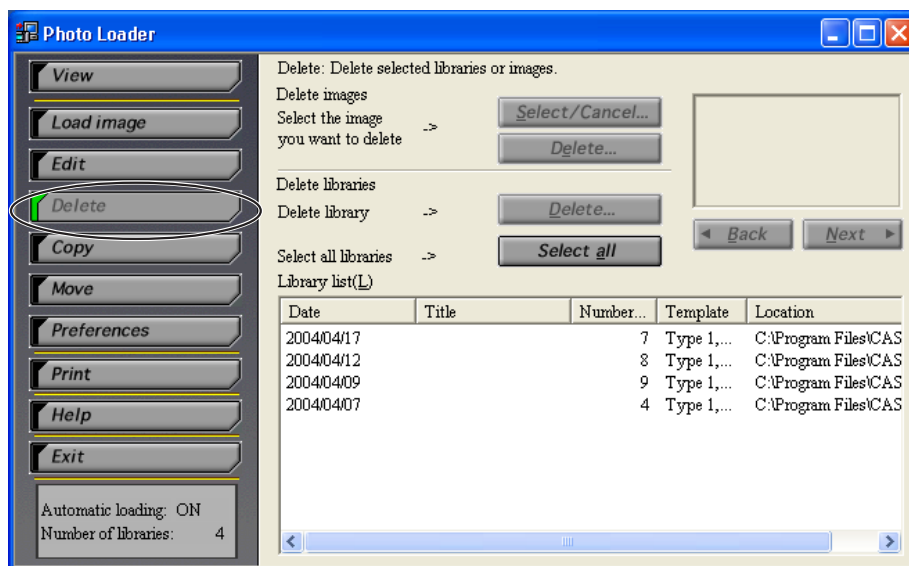 Photo Loader
View
Load image
Edit
Delete
Copy
Move
Preferences
Print
Help
Exit
Automatic loading: ON
Number of libraries: 4
Delete: Delete selected libraries or images.
Delete images
Select the image
you want to delete
->
Select/Cancel...
Delete...
Delete libraries
Delete library -> Delete...
Select all libraries -> Select all
Back Next
Library list(L)
Date Title Number... Template Location
2004/04/17 7 Type 1,... C:\Program Files\CAS
2004/04/12 8 Type 1,... C:\Program Files\CAS
2004/04/09 9 Type 1,... C:\Program Files\CAS
2004/04/07 4 Type 1,... C:\Program Files\CAS